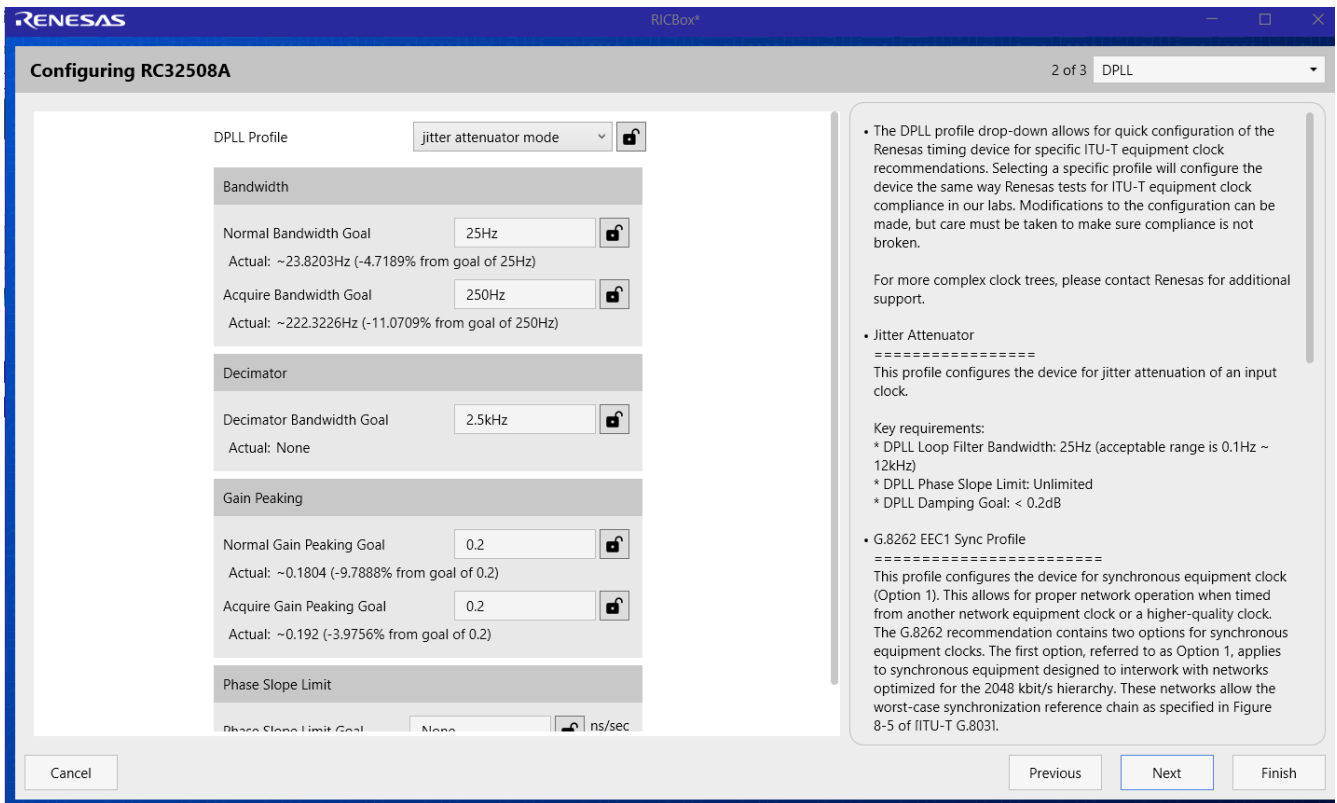 RENESAS
RICBox*
Configuring RC32508A
2 of 3
DPLL
DPLL Profile
jitter attenuator mode
Bandwidth
Normal Bandwidth Goal
25Hz
Actual: ~23.8203Hz (-4.7189% from goal of 25Hz)
Acquire Bandwidth Goal
250Hz
Actual: ~222.3226Hz (-11.0709% from goal of 250Hz)
Decimator
Decimator Bandwidth Goal
2.5kHz
Actual: None
Gain Peaking
Normal Gain Peaking Goal
0.2
Actual: ~0.1804 (-9.7888% from goal of 0.2)
Acquire Gain Peaking Goal
0.2
Actual: ~0.192 (-3.9756% from goal of 0.2)
Phase Slope Limit
Phase Slope Limit Goal
None
ns/sec
• The DPLL profile drop-down allows for quick configuration of the
Renesas timing device for specific ITU-T equipment clock
recommendations. Selecting a specific profile will configure the
device the same way Renesas tests for ITU-T equipment clock
compliance in our labs. Modifications to the configuration can be
made, but care must be taken to make sure compliance is not
broken.
For more complex clock trees, please contact Renesas for additional
support.
• Jitter Attenuator
=================
This profile configures the device for jitter attenuation of an input
clock.
Key requirements:
* DPLL Loop Filter Bandwidth: 25Hz (acceptable range is 0.1Hz ~
12kHz)
* DPLL Phase Slope Limit: Unlimited
* DPLL Damping Goal: < 0.2dB
• G.8262 EEC1 Sync Profile
========================
This profile configures the device for synchronous equipment clock
(Option 1). This allows for proper network operation when timed
from another network equipment clock or a higher-quality clock.
The G.8262 recommendation contains two options for synchronous
equipment clocks. The first option, referred to as Option 1, applies
to synchronous equipment designed to interwork with networks
optimized for the 2048 kbit/s hierarchy. These networks allow the
worst-case synchronization reference chain as specified in Figure
8-5 of [ITU-T G.803].
Cancel
Previous
Next
Finish